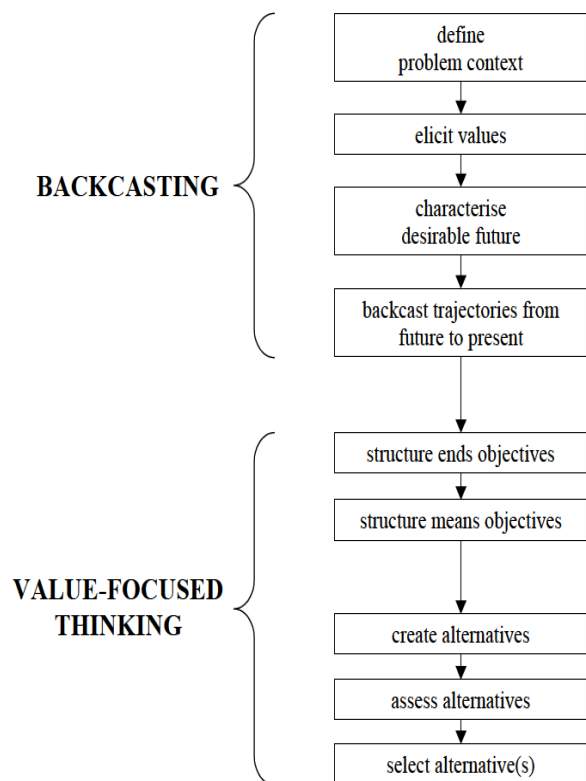 define
problem context
elicit values
BACKCASTING
characterise
desirable future
backcast trajectories from
future to present
structure ends objectives
structure means objectives
VALUE-FOCUSED
THINKING
create alternatives
assess alternatives
select alternative(s)